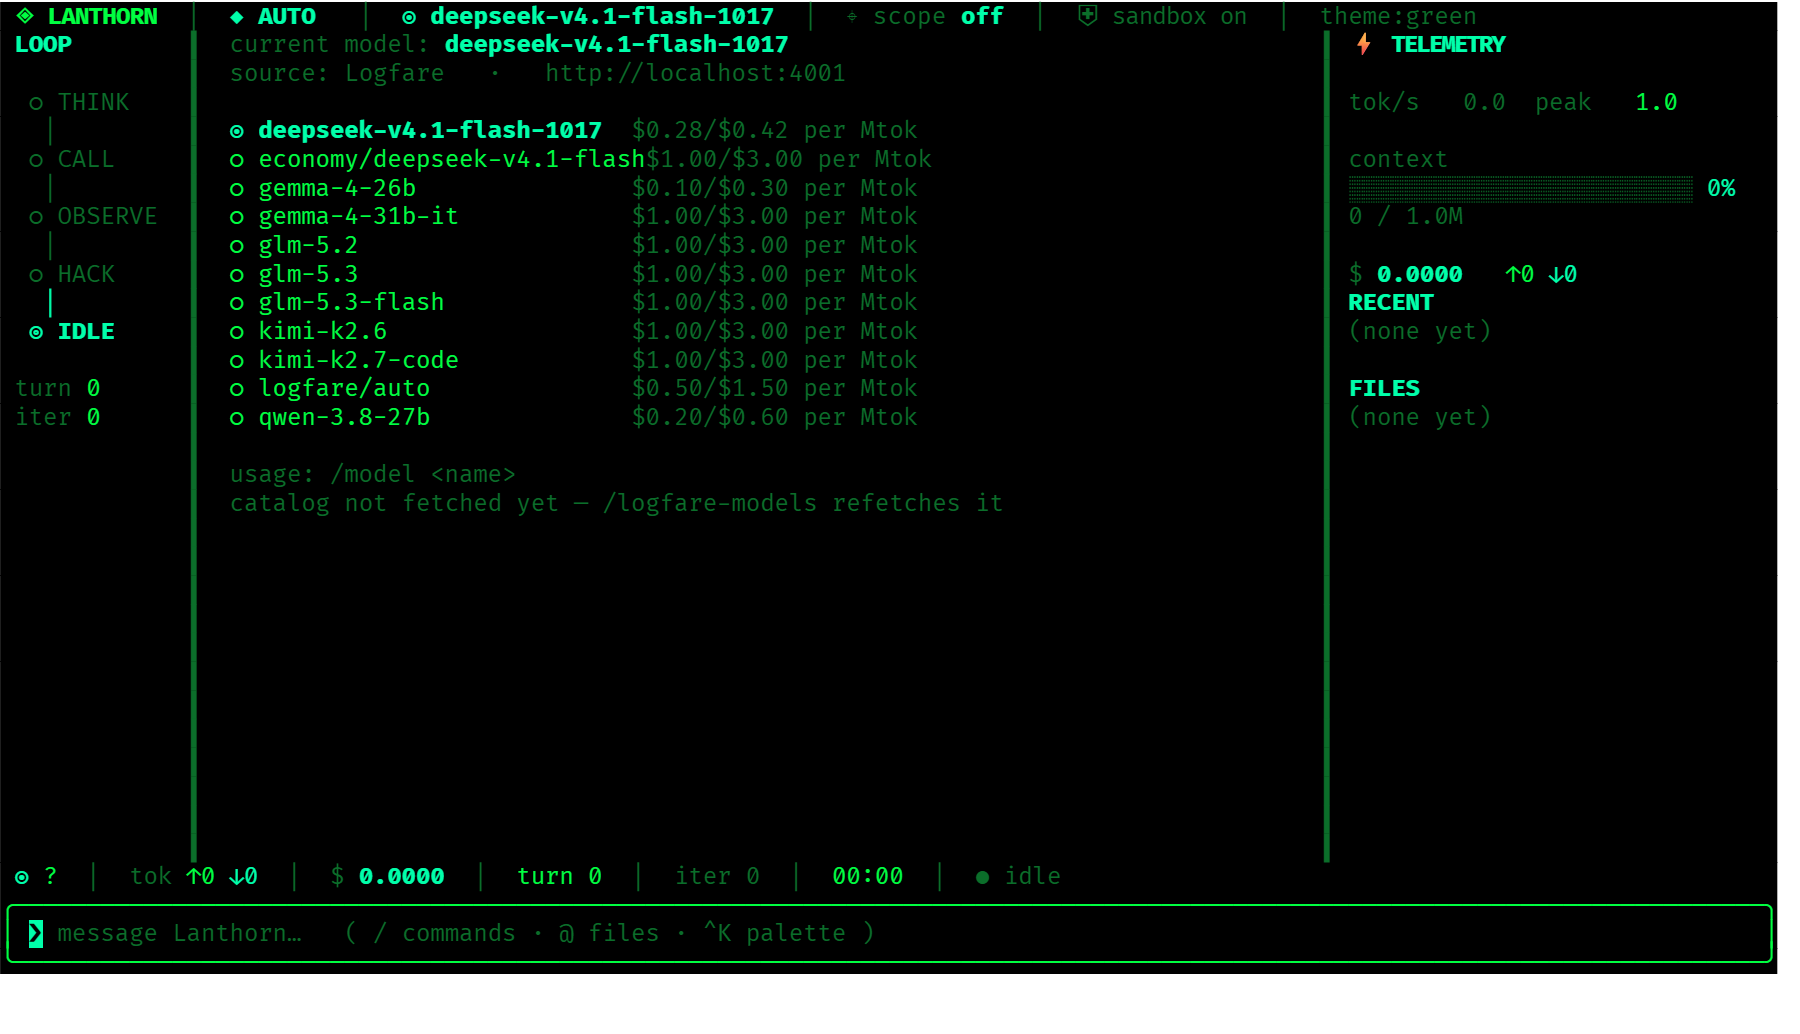 ◈ LANTHORN │ ◆ AUTO │ ◉ deepseek-v4.1-flash-1017 │ ⌖ scope off │ ⛨ sandbox on │ theme:green
LOOP
○ THINK
○ CALL
○ OBSERVE
○ HACK
◉ IDLE
turn 0
iter 0
current model: deepseek-v4.1-flash-1017
source: Logfare · http://localhost:4001
◉ deepseek-v4.1-flash-1017 $0.28/$0.42 per Mtok
○ economy/deepseek-v4.1-flash$1.00/$3.00 per Mtok
○ gemma-4-26b $0.10/$0.30 per Mtok
○ gemma-4-31b-it $1.00/$3.00 per Mtok
○ glm-5.2 $1.00/$3.00 per Mtok
○ glm-5.3 $1.00/$3.00 per Mtok
○ glm-5.3-flash $1.00/$3.00 per Mtok
○ kimi-k2.6 $1.00/$3.00 per Mtok
○ kimi-k2.7-code $1.00/$3.00 per Mtok
○ logfare/auto $0.50/$1.50 per Mtok
○ qwen-3.8-27b $0.20/$0.60 per Mtok
usage: /model <name>
catalog not fetched yet — /logfare-models refetches it
⚡ TELEMETRY
tok/s 0.0 peak 1.0
context
0%
0 / 1.0M
$ 0.0000 ↑0 ↓0
RECENT
(none yet)
FILES
(none yet)
◉ ? │ tok ↑0 ↓0 │ $ 0.0000 │ turn 0 │ iter 0 │ 00:00 │ ● idle
❯ message Lanthorn… ( / commands · @ files · ^K palette )